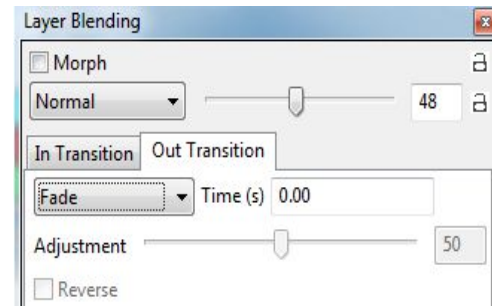 Layer Blending
Morph
Normal 48
In Transition Out Transition
Fade Time (s) 0.00
Adjustment 50
Reverse